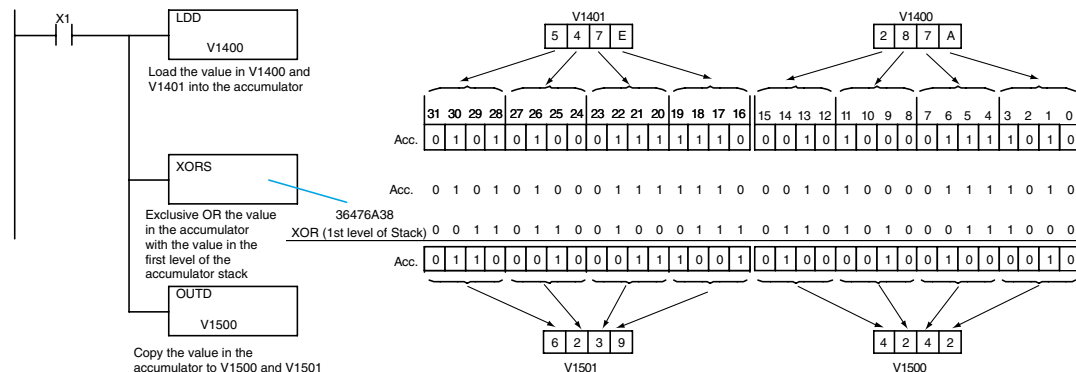 X1
LDD
V1400
Load the value in V1400 and
V1401 into the accumulator
XORS
Exclusive OR the value
in the accumulator
with the value in the
first level of the
accumulator stack
OUTD
V1500
Copy the value in the
accumulator to V1500 and V1501
V1401
5 4 7 E
V1400
2 8 7 A
31 30 29 28 27 26 25 24 23 22 21 20 19 18 17 16 15 14 13 12 11 10 9 8 7 6 5 4 3 2 1 0
Acc. 0 1 0 1 0 1 0 0 0 1 1 1 1 1 1 0 0 0 1 0 1 0 0 0 0 1 1 1 1 0 1 0
Acc. 0 1 0 1 0 1 0 0 0 1 1 1 1 1 1 0 0 0 1 0 1 0 0 0 0 1 1 1 1 0 1 0
36476A38
XOR (1st level of Stack) 0 0 1 1 0 1 1 0 0 1 0 0 0 1 1 1 0 1 1 0 1 0 1 0 0 0 1 1 1 0 0 0
Acc. 0 1 1 0 0 0 1 0 0 0 1 1 1 0 0 1 0 1 0 0 0 0 1 0 0 1 0 0 0 0 1 0
6 2 3 9
V1501
4 2 4 2
V1500